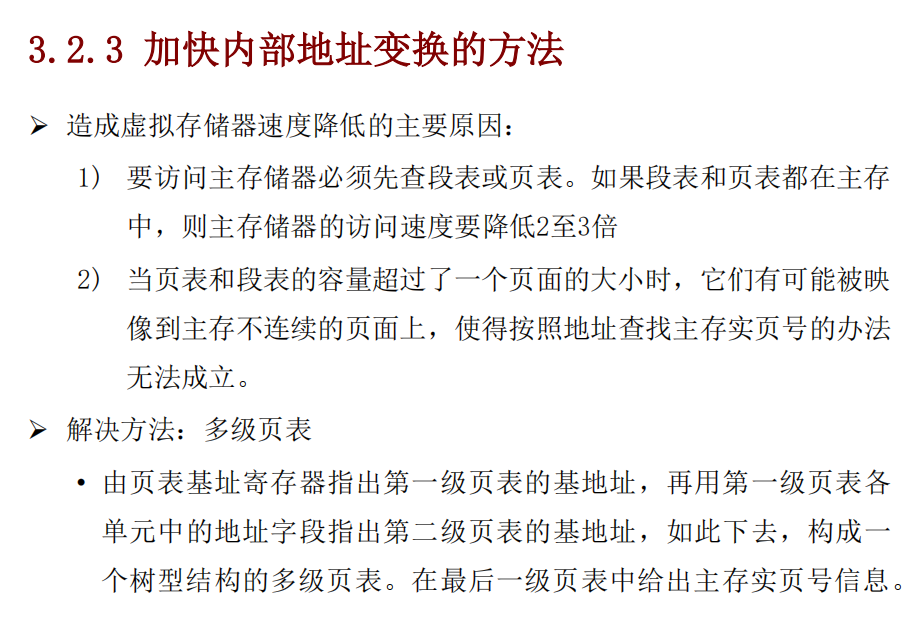 3.2.3 加快内部地址变换的方法
➢ 造成虚拟存储器速度降低的主要原因：
1) 要访问主存储器必须先查段表或页表。如果段表和页表都在主存
中，则主存储器的访问速度要降低2至3倍
2) 当页表和段表的容量超过了一个页面的大小时，它们有可能被映
像到主存不连续的页面上，使得按照地址查找主存实页号的办法
无法成立。
➢ 解决方法：多级页表
• 由页表基址寄存器指出第一级页表的基地址，再用第一级页表各
单元中的地址字段指出第二级页表的基地址，如此下去，构成一
个树型结构的多级页表。在最后一级页表中给出主存实页号信息。